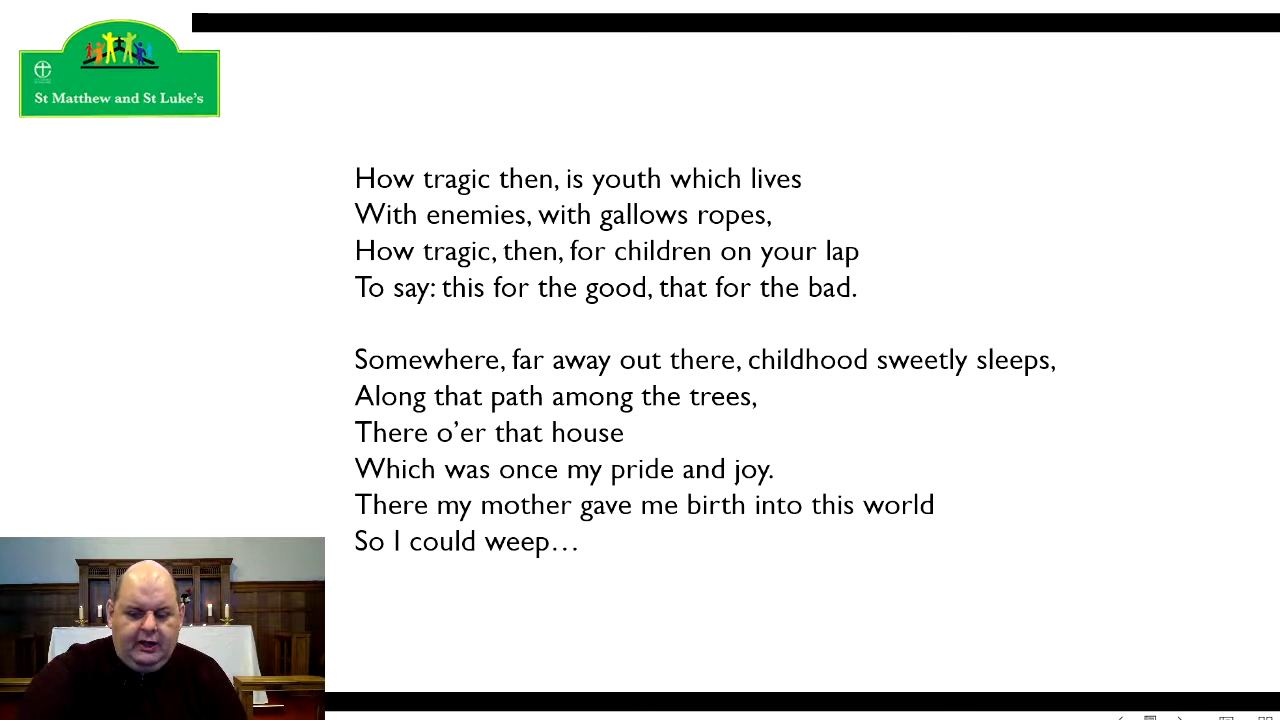 St Matthew and St Luke's
How tragic then, is youth which lives
With enemies, with gallows ropes,
How tragic, then, for children on your lap
To say: this for the good, that for the bad.
Somewhere, far away out there, childhood sweetly sleeps,
Along that path among the trees,
There o’er that house
Which was once my pride and joy.
There my mother gave me birth into this world
So I could weep…